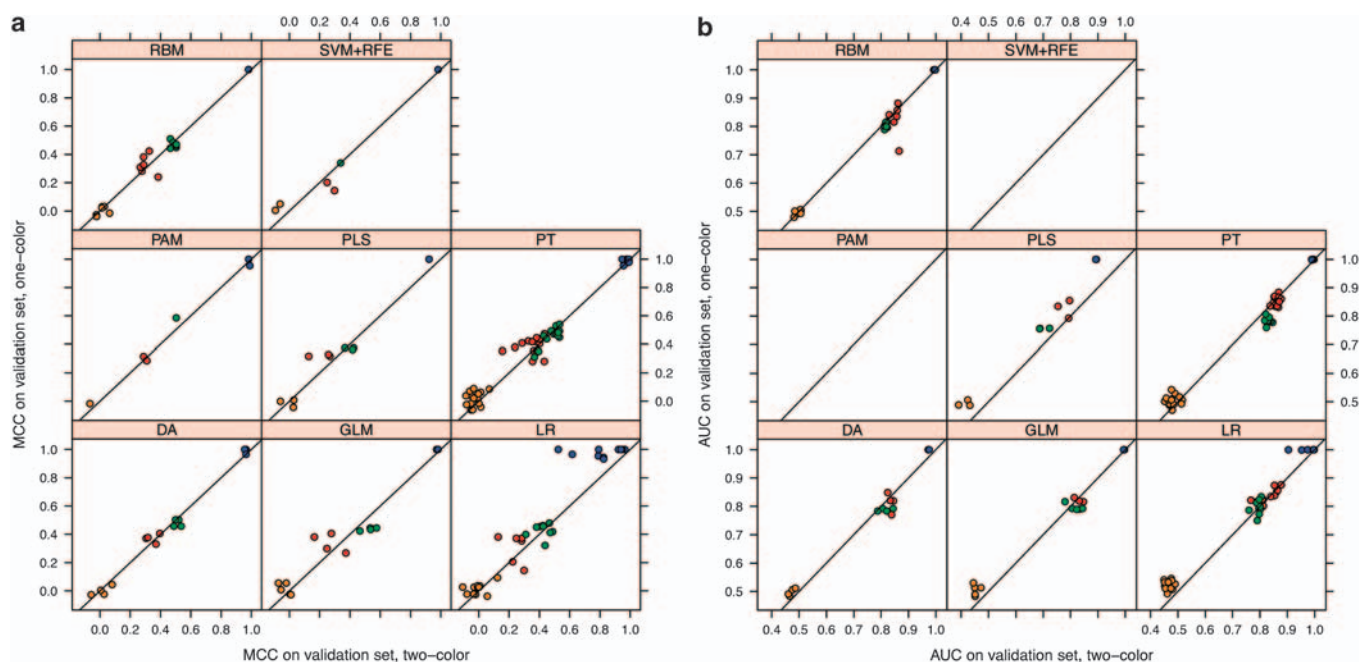 a
0.0 0.2 0.4 0.6 0.8 1.0
RBM SVM+RFE
1.0
0.8
0.6
0.4
0.2
0.0
PAM PLS PT
1.0
0.8
0.6
0.4
0.2
0.0
DA GLM LR
1.0
0.8
0.6
0.4
0.2
0.0
0.0 0.2 0.4 0.6 0.8 1.0 0.0 0.2 0.4 0.6 0.8 1.0
MCC on validation set, one–color
MCC on validation set, two–color
b
0.4 0.5 0.6 0.7 0.8 0.9 1.0
RBM SVM+RFE
1.0
0.9
0.8
0.7
0.6
0.5
PAM PLS PT
1.0
0.9
0.8
0.7
0.6
0.5
DA GLM LR
1.0
0.9
0.8
0.7
0.6
0.5
0.4 0.5 0.6 0.7 0.8 0.9 1.0 0.4 0.5 0.6 0.7 0.8 0.9 1.0
AUC on validation set, one–color
AUC on validation set, two–color